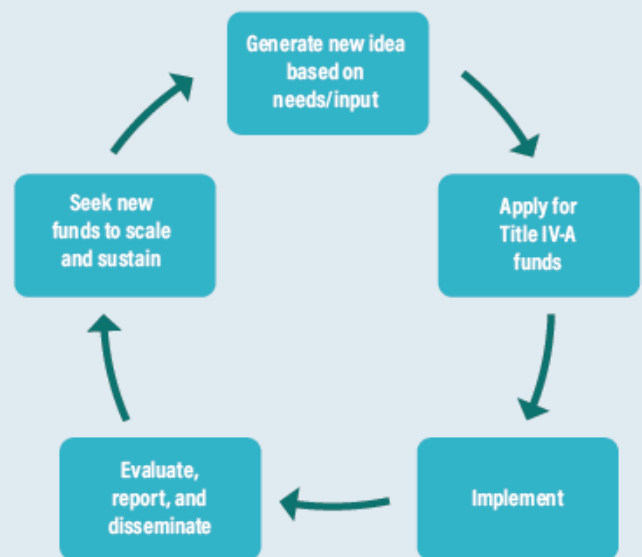 Generate new idea
based on
needs/input
Apply for
Title IV-A
funds
Implement
Evaluate,
report, and
disseminate
Seek new
funds to scale
and sustain